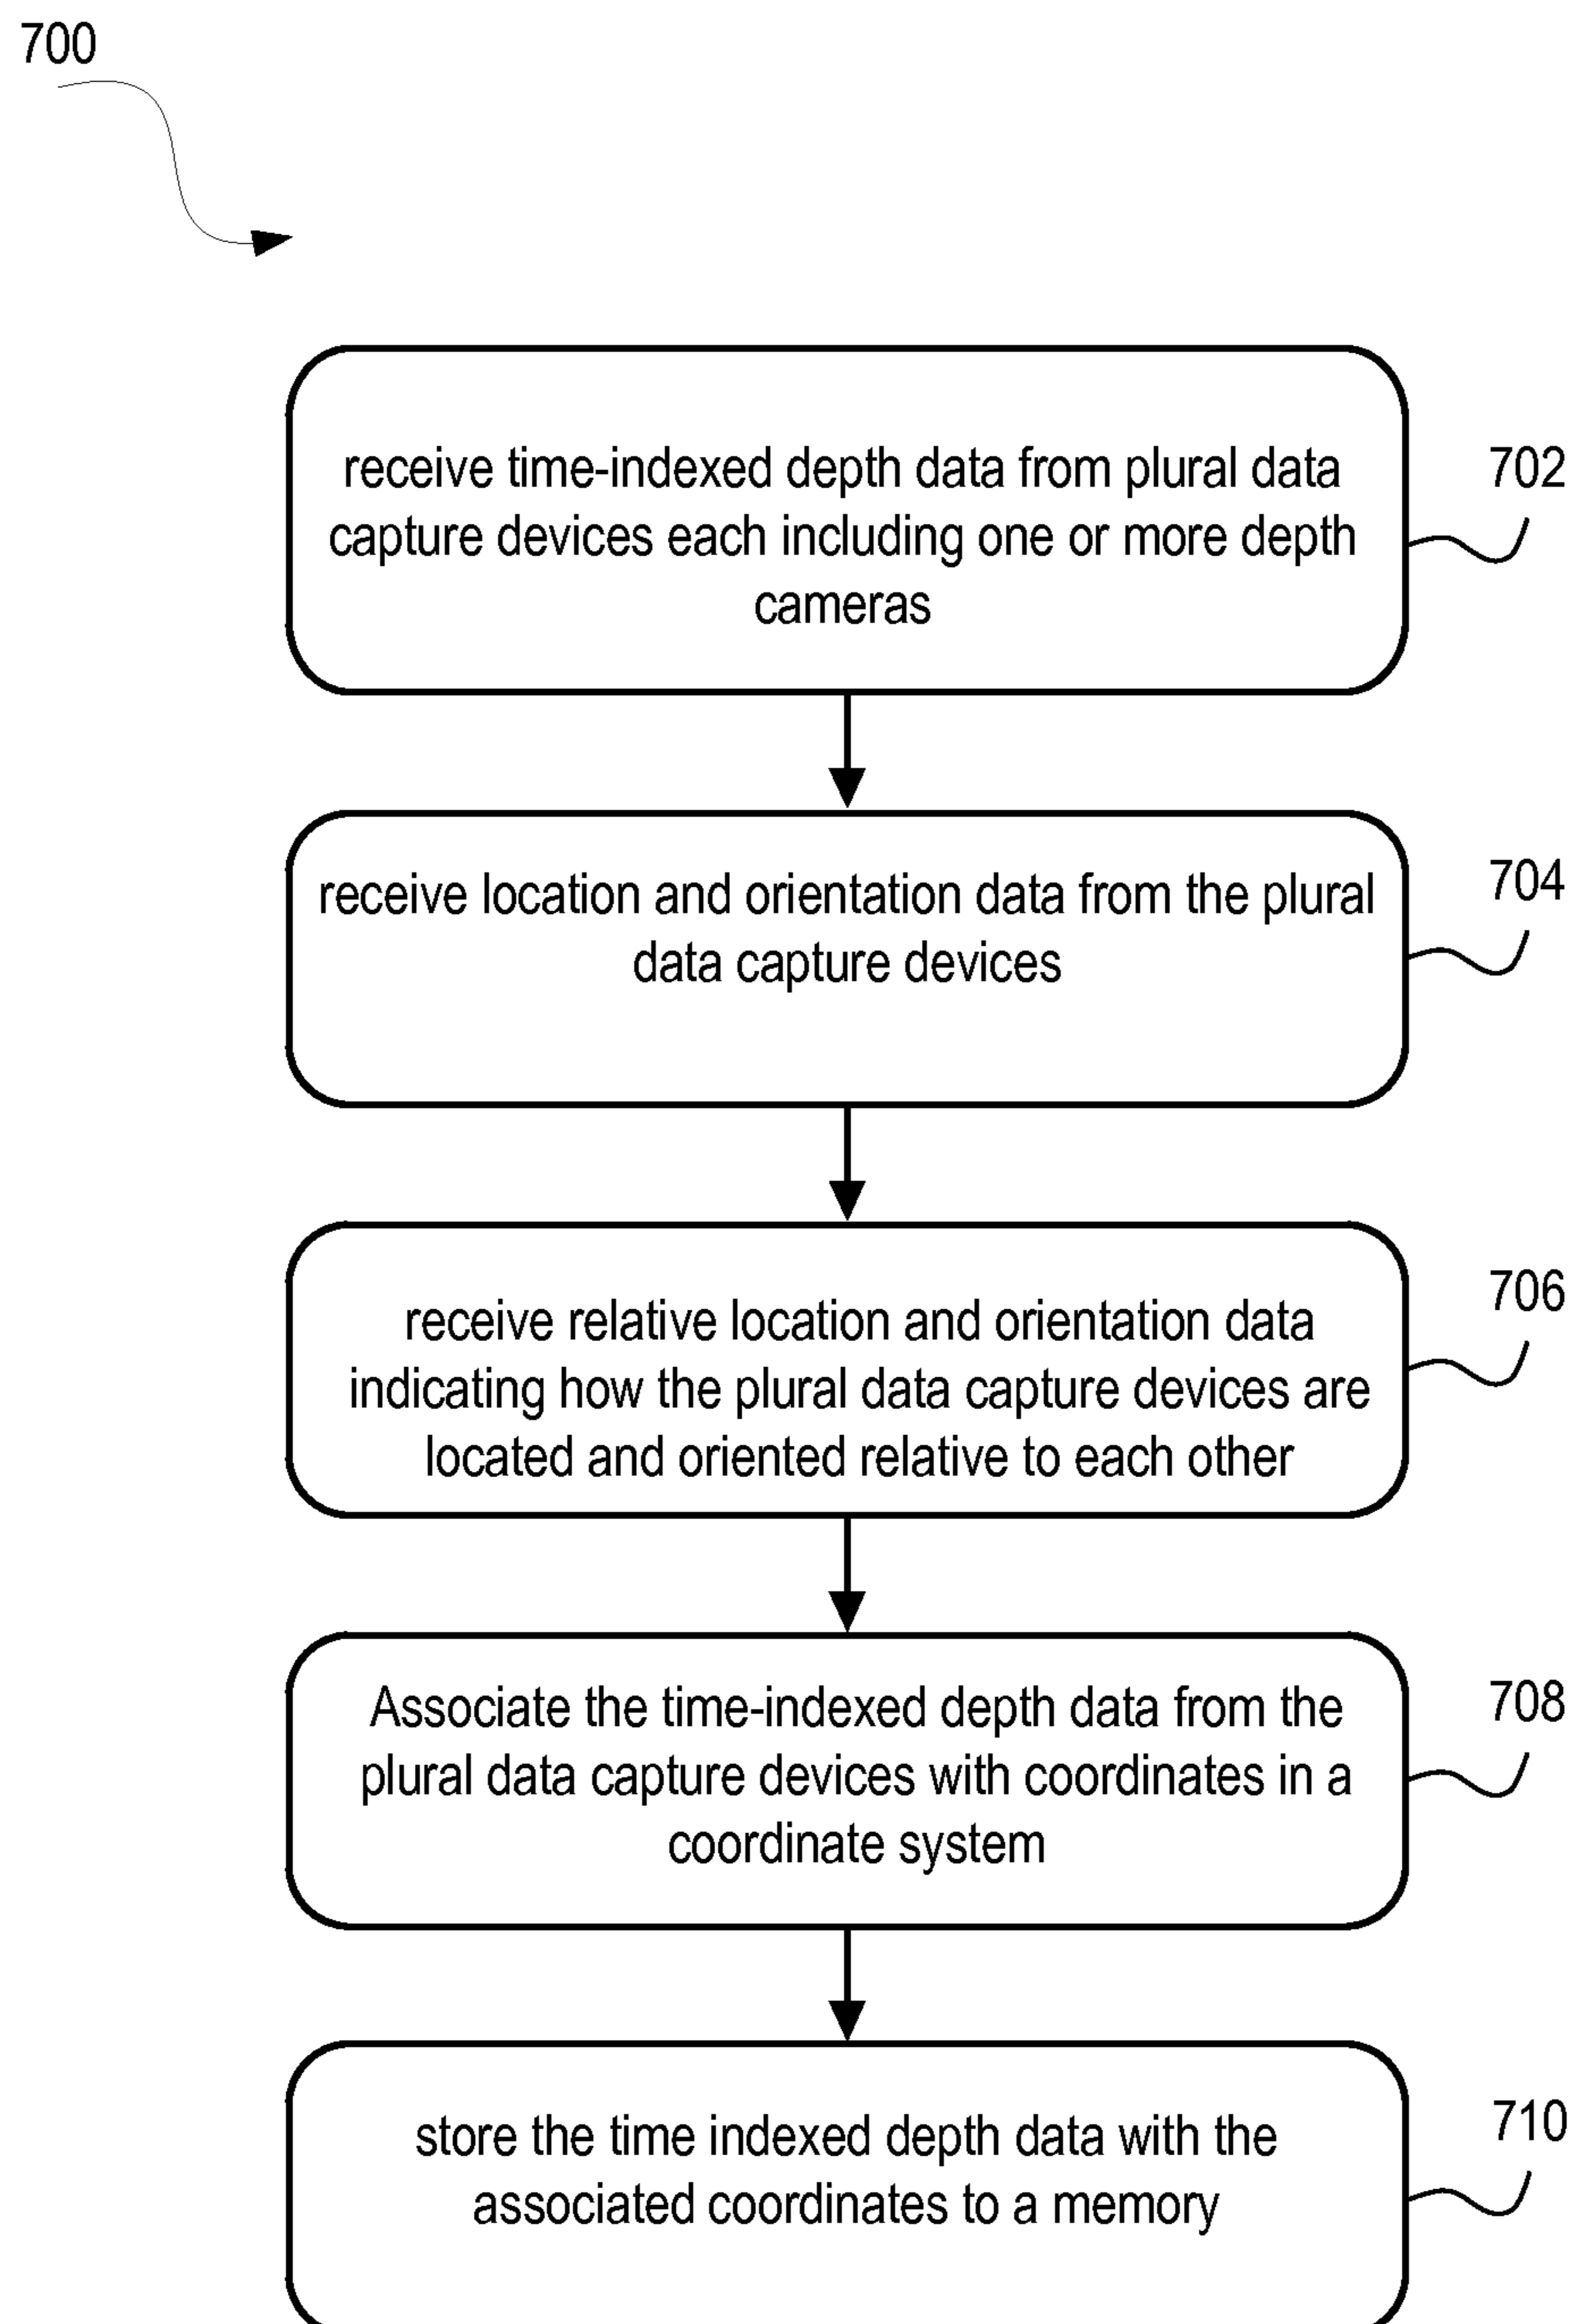 700
receive time-indexed depth data from plural data
capture devices each including one or more depth
cameras
702
receive location and orientation data from the plural
data capture devices
704
receive relative location and orientation data
indicating how the plural data capture devices are
located and oriented relative to each other
706
Associate the time-indexed depth data from the
plural data capture devices with coordinates in a
coordinate system
708
store the time indexed depth data with the
associated coordinates to a memory
710